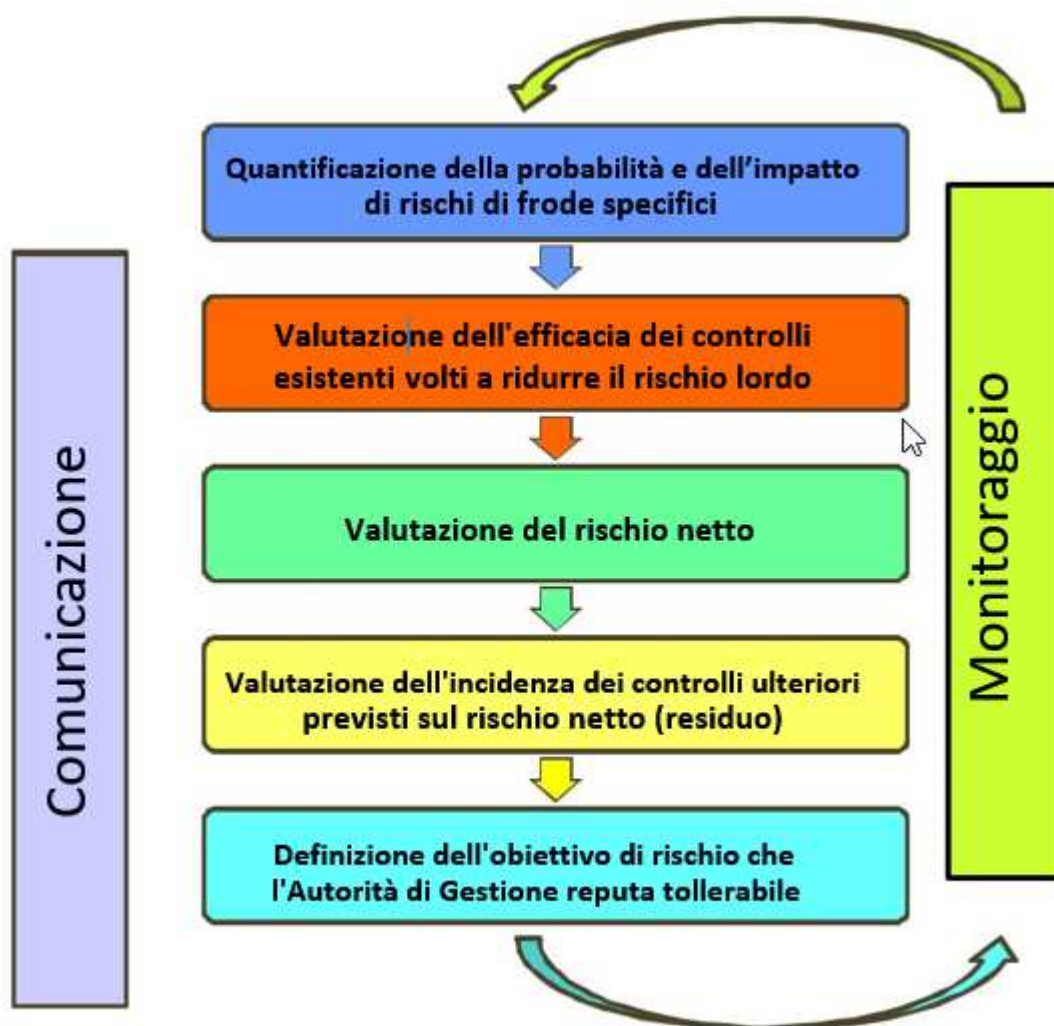 Quantificazione della probabilità e dell’impatto
di rischi di frode specifici
Valutazione dell'efficacia dei controlli
esistenti volti a ridurre il rischio lordo
Valutazione del rischio netto
Valutazione dell'incidenza dei controlli ulteriori
previsti sul rischio netto (residuo)
Definizione dell'obiettivo di rischio che
l'Autorità di Gestione reputa tollerabile
Comunicazione
Monitoraggio